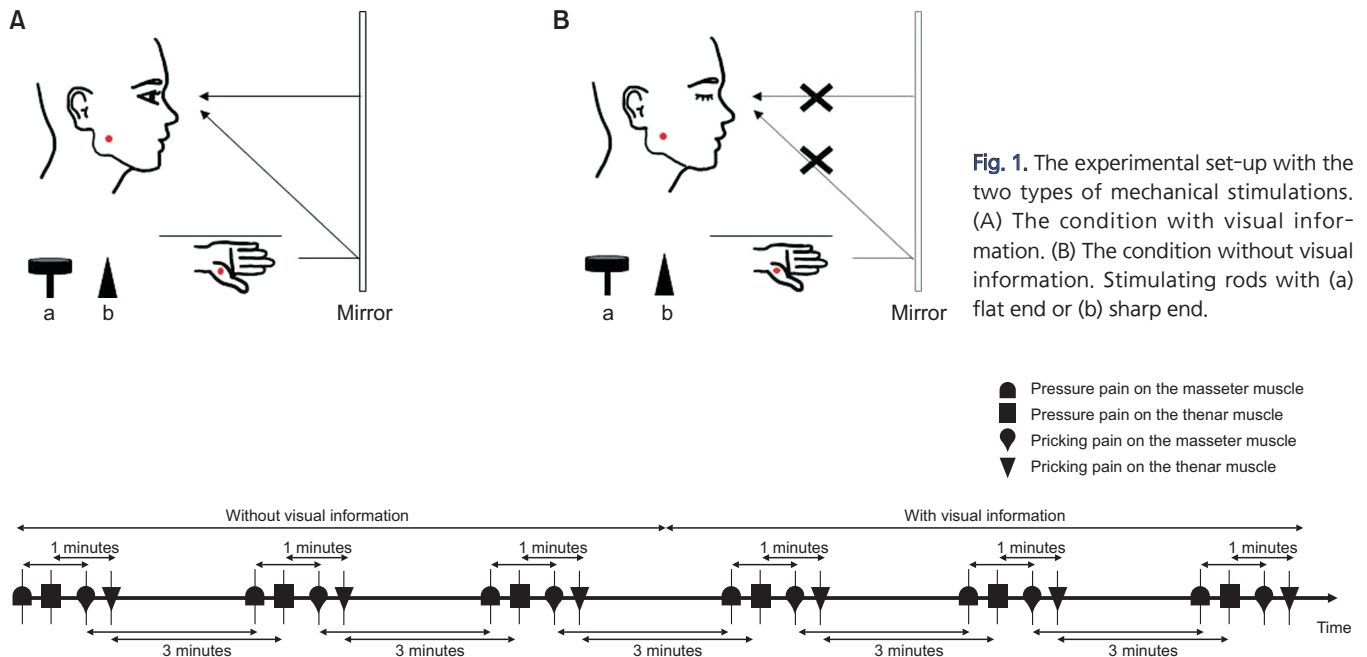 A
B
a
b
Mirror
a
b
Mirror
Fig. 1. The experimental set-up with the
two types of mechanical stimulations.
(A) The condition with visual infor-
mation. (B) The condition without visual
information. Stimulating rods with (a)
flat end or (b) sharp end.
Pressure pain on the masseter muscle
Pressure pain on the thenar muscle
Pricking pain on the masseter muscle
Pricking pain on the thenar muscle
Without visual information
With visual information
1 minutes
1 minutes
1 minutes
1 minutes
1 minutes
1 minutes
Time
3 minutes
3 minutes
3 minutes
3 minutes
3 minutes